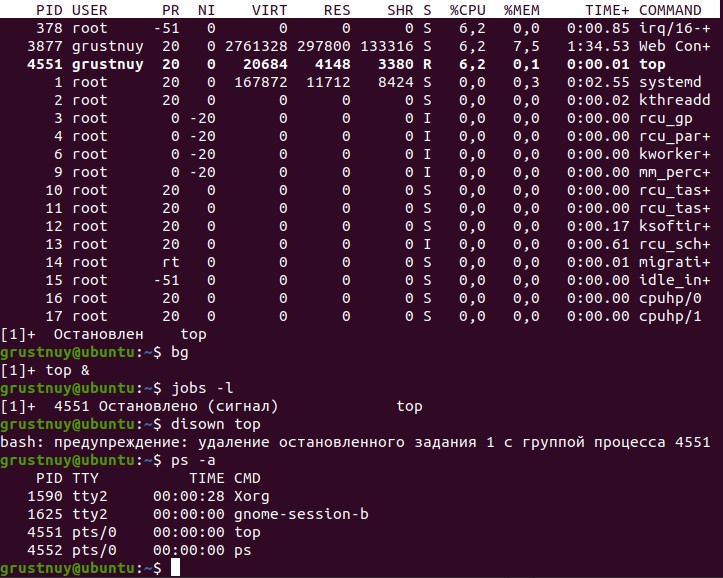 PID USER PR NI VIRT RES SHR S %CPU %MEM TIME+ COMMAND
378 root -51 0 0 0 0 S 6,2 0,0 0:00.85 irq/16-+
3877 grustnuy 20 0 2761328 297800 133316 S 6,2 7,5 1:34.53 Web Con+
4551 grustnuy 20 0 20684 4148 3380 R 6,2 0,1 0:00.01 top
1 root 20 0 167872 11712 8424 S 0,0 0,3 0:02.55 systemd
2 root 20 0 0 0 0 S 0,0 0,0 0:00.02 kthreadd
3 root 0 -20 0 0 0 I 0,0 0,0 0:00.00 rcu_gp
4 root 0 -20 0 0 0 I 0,0 0,0 0:00.00 rcu_par+
6 root 0 -20 0 0 0 I 0,0 0,0 0:00.00 kworker+
9 root 0 -20 0 0 0 I 0,0 0,0 0:00.00 mm_perc+
10 root 20 0 0 0 0 S 0,0 0,0 0:00.00 rcu_tas+
11 root 20 0 0 0 0 S 0,0 0,0 0:00.00 rcu_tas+
12 root 20 0 0 0 0 S 0,0 0,0 0:00.17 ksoftir+
13 root 20 0 0 0 0 I 0,0 0,0 0:00.61 rcu_sch+
14 root rt 0 0 0 0 S 0,0 0,0 0:00.01 migrati+
15 root -51 0 0 0 0 S 0,0 0,0 0:00.00 idle_in+
16 root 20 0 0 0 0 S 0,0 0,0 0:00.00 cpuhp/0
17 root 20 0 0 0 0 S 0,0 0,0 0:00.00 cpuhp/1
[1]+ Остановлен top
grustnuy@ubuntu:~$ bg
[1]+ top &
grustnuy@ubuntu:~$ jobs -l
[1]+ 4551 Остановлено (сигнал) top
grustnuy@ubuntu:~$ disown top
bash: предупреждение: удаление остановленного задания 1 с группой процесса 4551
grustnuy@ubuntu:~$ ps -a
PID TTY TIME CMD
1590 tty2 00:00:28 Xorg
1625 tty2 00:00:00 gnome-session-b
4551 pts/0 00:00:00 top
4552 pts/0 00:00:00 ps
grustnuy@ubuntu:~$